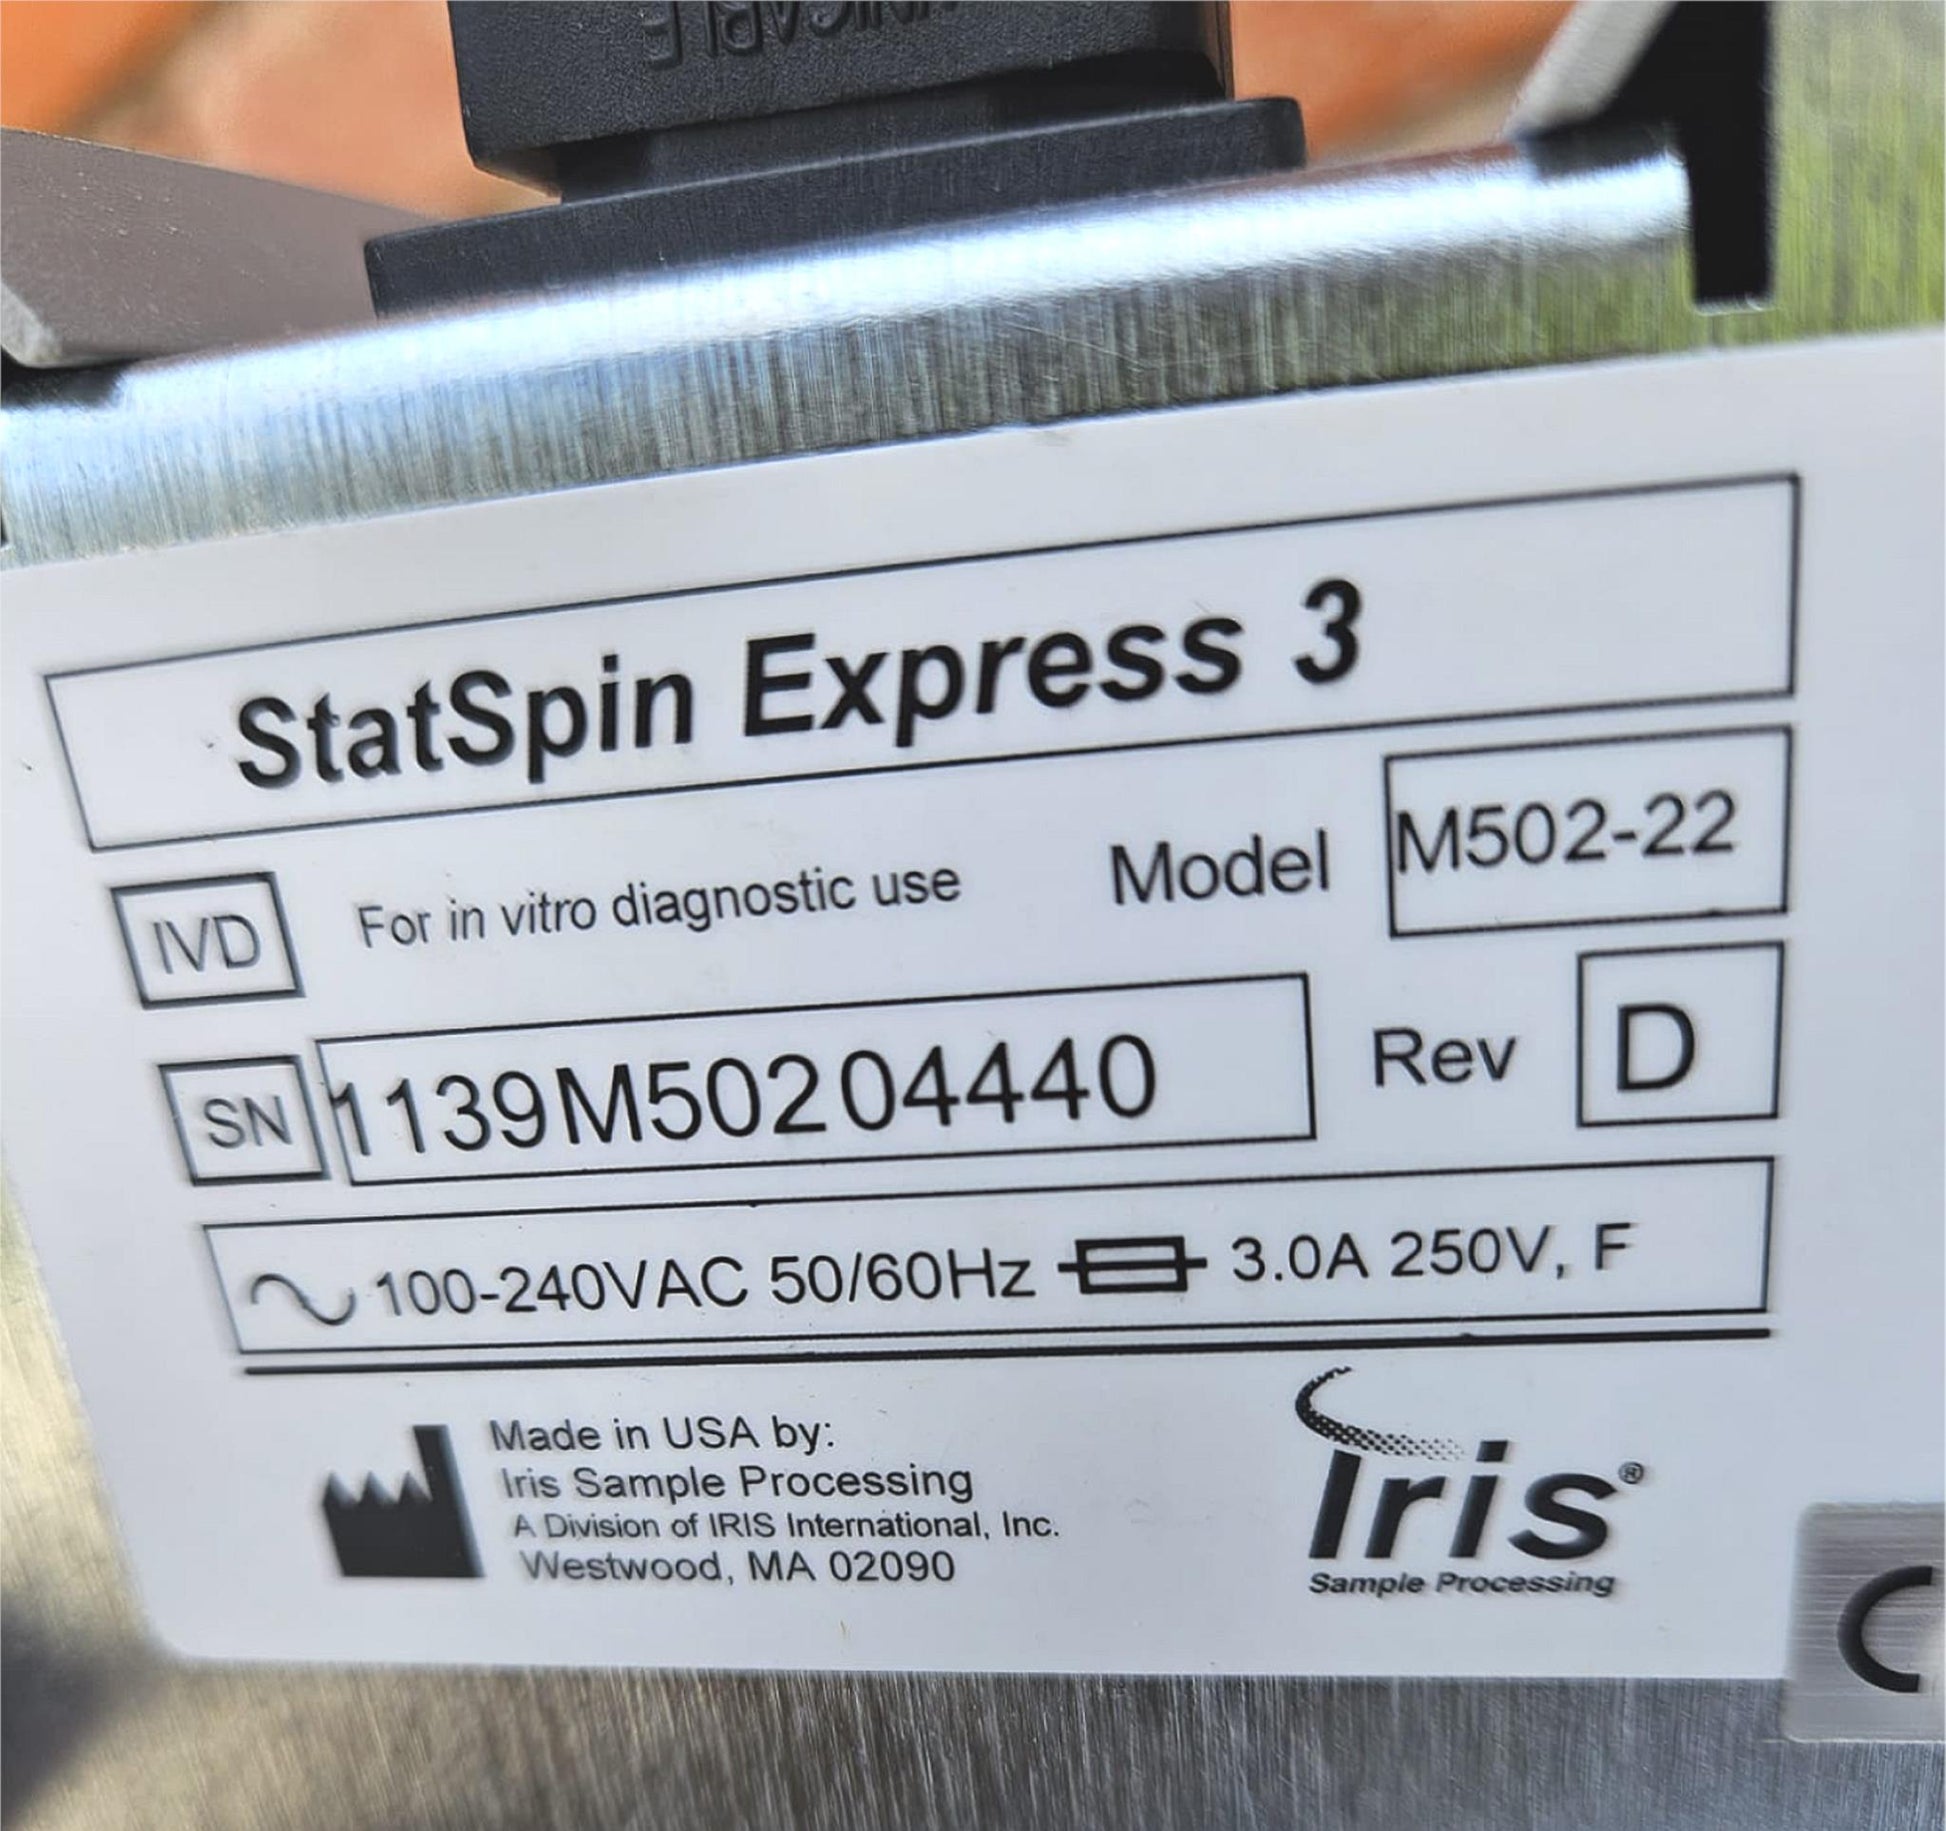 StatSpin Express 3
IVD For in vitro diagnostic use Model M502-22
SN 1139M50204440 Rev D
100-240VAC 50/60Hz 3.0A 250V, F
Made in USA by:
Iris Sample Processing
A Division of IRIS International, Inc.
Westwood, MA 02090
Iris®
Sample Processing